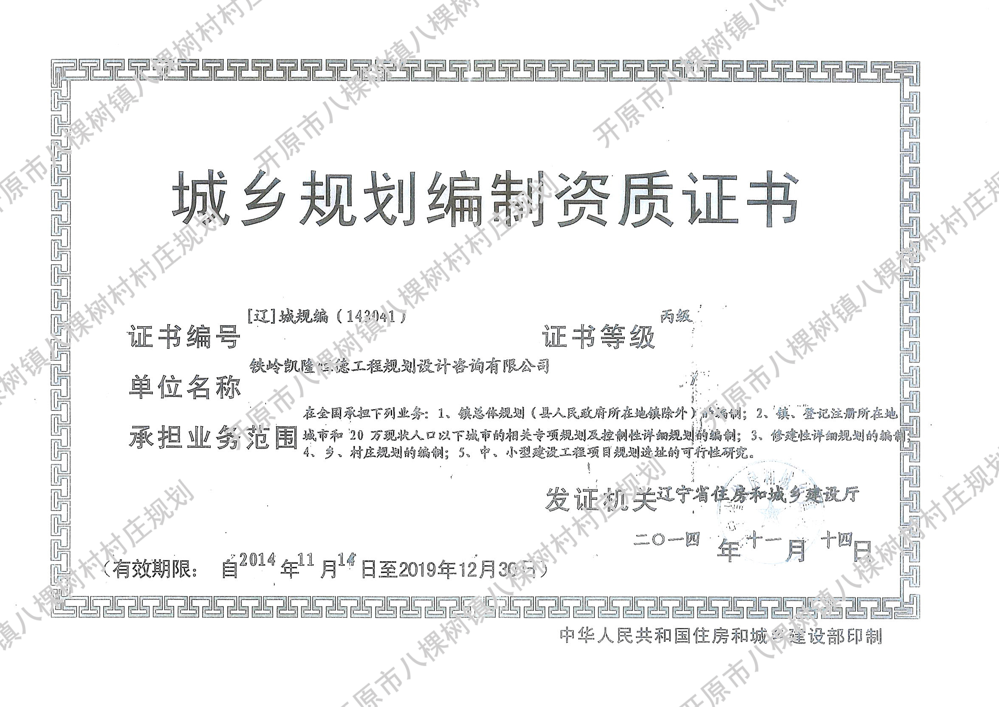 城乡规划编制资质证书
证书编号 [辽]城规编（143041）
证书等级 丙级
单位名称 铁岭凯隆恒德工程规划设计咨询有限公司
承担业务范围 在全国承担下列业务：1、镇总体规划（县人民政府所在地镇除外）的编制；2、镇、登记注册所在地
城市和 20 万现状人口以下城市的相关专项规划及控制性详细规划的编制；3、修建性详细规划的编制；
4、乡、村庄规划的编制；5、中、小型建设工程项目规划选址的可行性研究。
发证机关 辽宁省住房和城乡建设厅
二〇一四 年 十一 月 十四 日
（有效期限： 自2014年11月14日至2019年12月30日）
中华人民共和国住房和城乡建设部印制
开原市八棵树镇八棵树村村庄规划